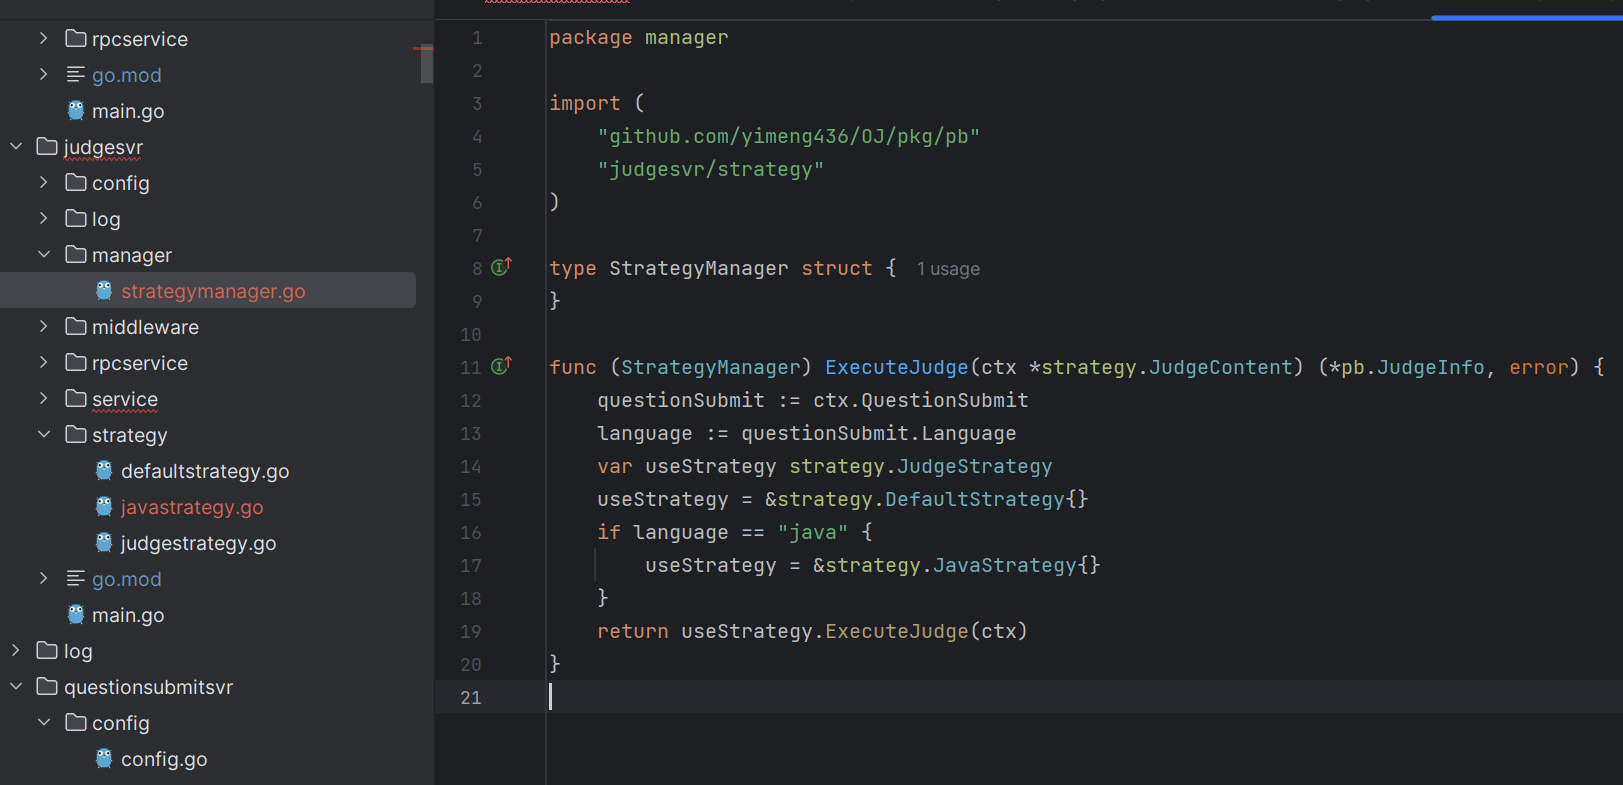 rpcservice
go.mod
main.go
judgesvr
config
log
manager
strategymanager.go
middleware
rpcservice
service
strategy
defaultstrategy.go
javastrategy.go
judgestrategy.go
go.mod
main.go
log
questionsubmitsvr
config
config.go
1 package manager
2
3 import (
4 "github.com/yimeng436/OJ/pkg/pb"
5 "judgesvr/strategy"
6 )
7
8 type StrategyManager struct { 1 usage
9 }
10
11 func (StrategyManager) ExecuteJudge(ctx *strategy.JudgeContent) (*pb.JudgeInfo, error) {
12 questionSubmit := ctx.QuestionSubmit
13 language := questionSubmit.Language
14 var useStrategy strategy.JudgeStrategy
15 useStrategy = &strategy.DefaultStrategy{}
16 if language == "java" {
17 useStrategy = &strategy.JavaStrategy{}
18 }
19 return useStrategy.ExecuteJudge(ctx)
20 }
21